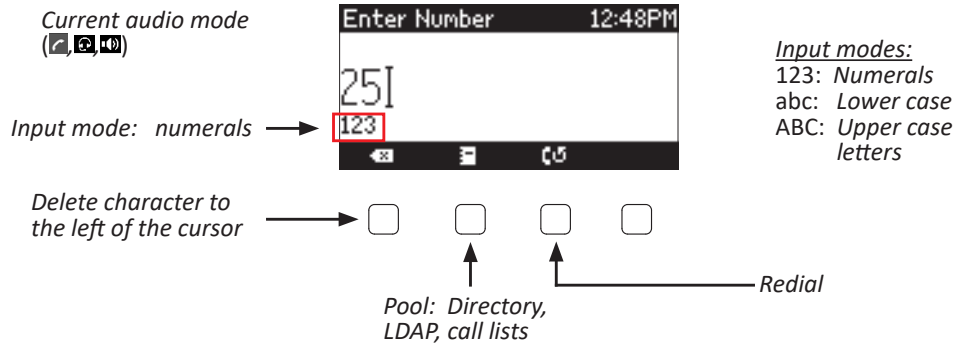 Current audio mode
( , , )
Enter Number 12:48PM
25
123
Input mode: numerals
Input modes:
123: Numerals
abc: Lower case
ABC: Upper case
letters
Delete character to
the left of the cursor
Pool: Directory,
LDAP, call lists
Redial